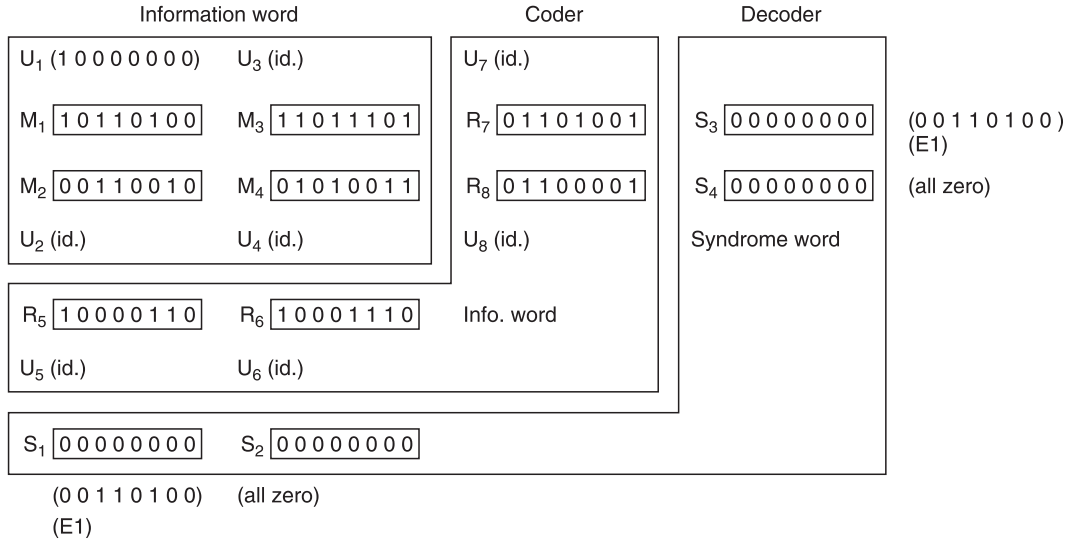 Information word Coder Decoder
U₁ (1 0 0 0 0 0 0 0) U₃ (id.) U₇ (id.)
M₁ 1 0 1 1 0 1 0 0 M₃ 1 1 0 1 1 1 0 1 R₇ 0 1 1 0 1 0 0 1 S₃ 0 0 0 0 0 0 0 0 (0 0 1 1 0 1 0 0 )
(E1)
M₂ 0 0 1 1 0 0 1 0 M₄ 0 1 0 1 0 0 1 1 R₈ 0 1 1 0 0 0 0 1 S₄ 0 0 0 0 0 0 0 0 (all zero)
U₂ (id.) U₄ (id.) U₈ (id.) Syndrome word
R₅ 1 0 0 0 0 1 1 0 R₆ 1 0 0 0 1 1 1 0 Info. word
U₅ (id.) U₆ (id.)
S₁ 0 0 0 0 0 0 0 0 S₂ 0 0 0 0 0 0 0 0
(0 0 1 1 0 1 0 0) (all zero)
(E1)